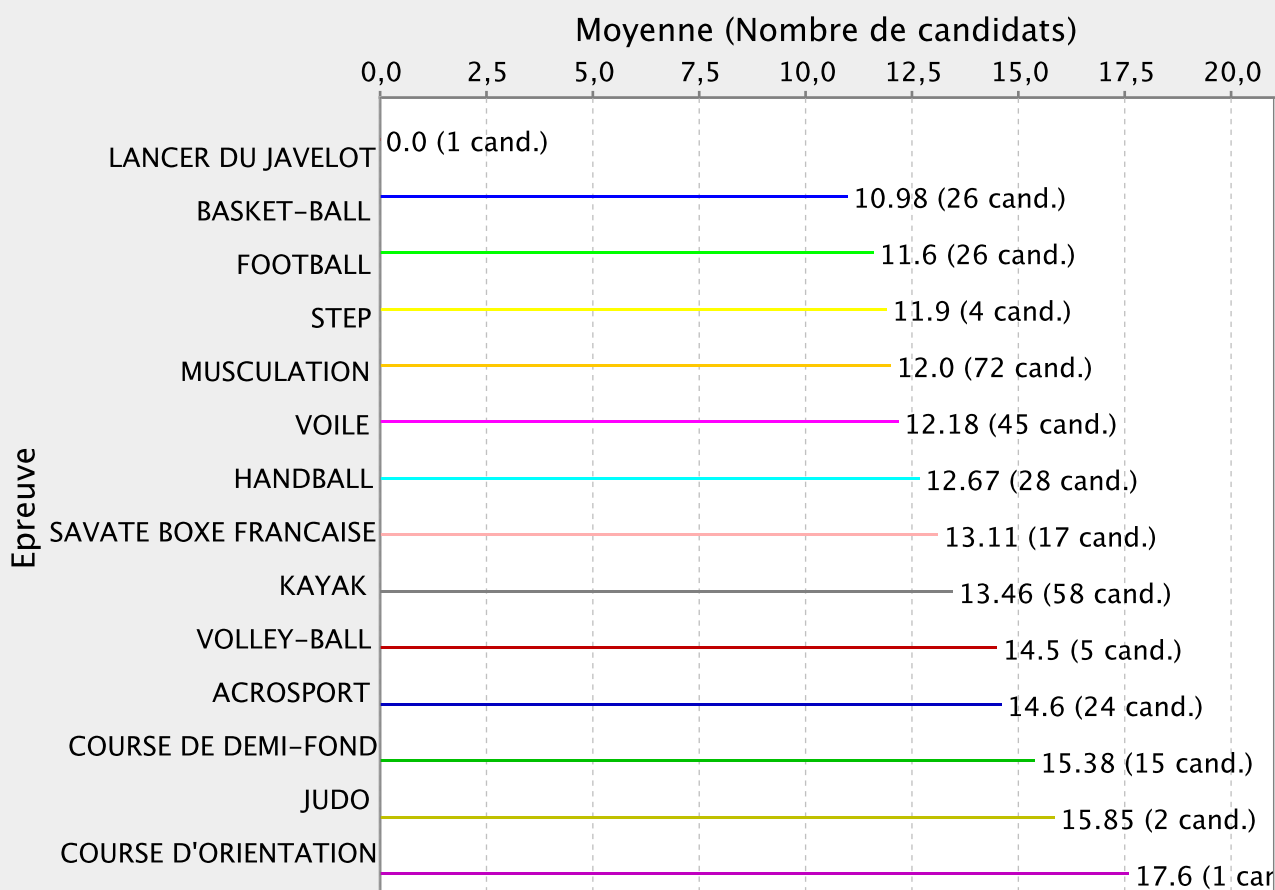 Moyenne (Nombre de candidats)
0,0 2,5 5,0 7,5 10,0 12,5 15,0 17,5 20,0
Epreuve
LANCER DU JAVELOT 0.0 (1 cand.)
BASKET-BALL 10.98 (26 cand.)
FOOTBALL 11.6 (26 cand.)
STEP 11.9 (4 cand.)
MUSCULATION 12.0 (72 cand.)
VOILE 12.18 (45 cand.)
HANDBALL 12.67 (28 cand.)
SAVATE BOXE FRANCAISE 13.11 (17 cand.)
KAYAK 13.46 (58 cand.)
VOLLEY-BALL 14.5 (5 cand.)
ACROSPORT 14.6 (24 cand.)
COURSE DE DEMI-FOND 15.38 (15 cand.)
JUDO 15.85 (2 cand.)
COURSE D'ORIENTATION 17.6 (1 car